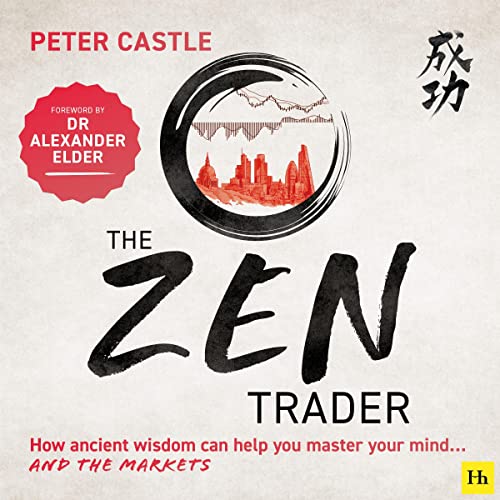 PETER CASTLE
成
功
FOREWORD BY
DR
ALEXANDER
ELDER
THE
ZEN
TRADER
How ancient wisdom can help you master your mind...
AND THE MARKETS
Hh